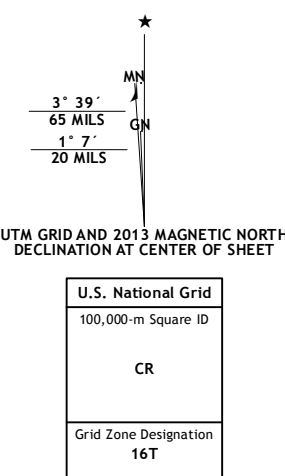 ★
MN
3° 39´
65 MILS
GN
1° 7´
20 MILS
UTM GRID AND 2013 MAGNETIC NORTH
DECLINATION AT CENTER OF SHEET
U.S. National Grid
100,000-m Square ID
CR
Grid Zone Designation
16T